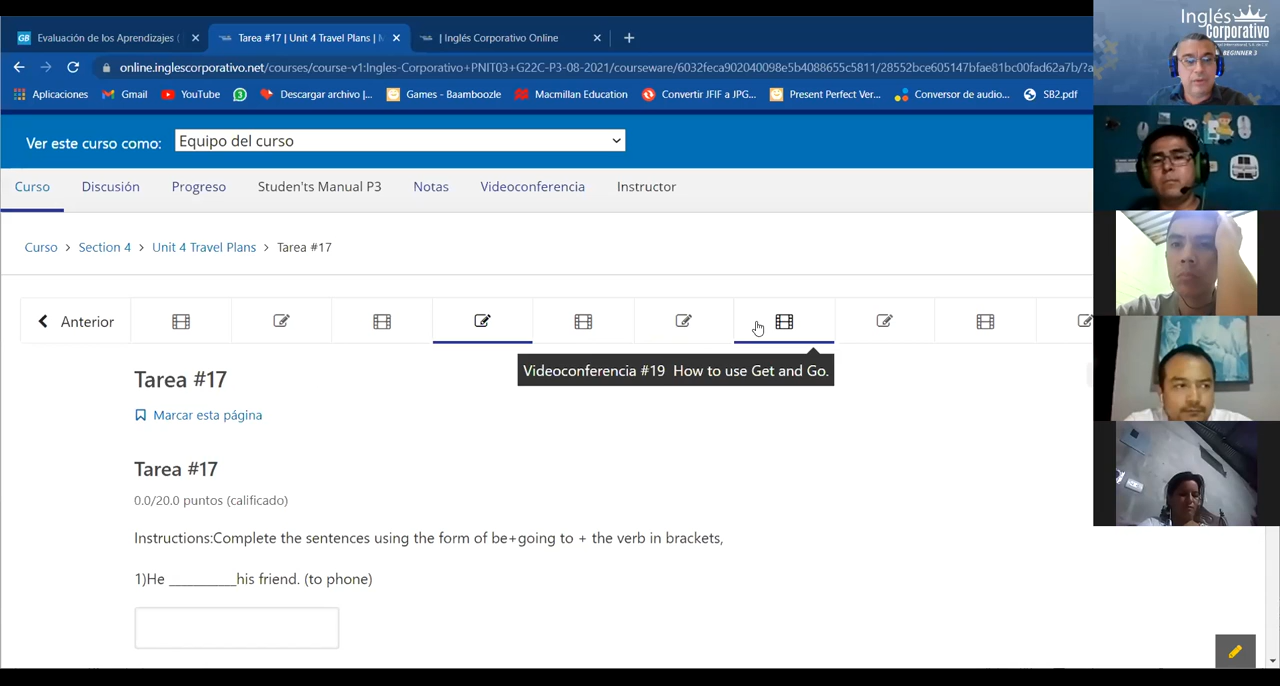 Evaluación de los Aprendizajes (
Tarea #17 | Unit 4 Travel Plans |
| Inglés Corporativo Online
online.inglescorporativo.net/courses/course-v1:Ingles-Corporativo+PNIT03+G22C-P3-08-2021/courseware/6032feca902040098e5b4088655c5811/28552bce605147bfae81bc00fad62a7b/?a
Aplicaciones
Gmail
YouTube
Descargar archivo |...
Games - Baamboozle
Macmillan Education
Convertir JFIF a JPG...
Present Perfect Ver...
Conversor de audio...
SB2.pdf
Inglés
Corporativo
BEGINNER 3
Ver este curso como:
Equipo del curso
Curso
Discusión
Progreso
Studen'ts Manual P3
Notas
Videoconferencia
Instructor
Curso > Section 4 > Unit 4 Travel Plans > Tarea #17
Anterior
Videoconferencia #19 How to use Get and Go.
Tarea #17
Marcar esta página
Tarea #17
0.0/20.0 puntos (calificado)
Instructions:Complete the sentences using the form of be+going to + the verb in brackets,
1)He __________his friend. (to phone)